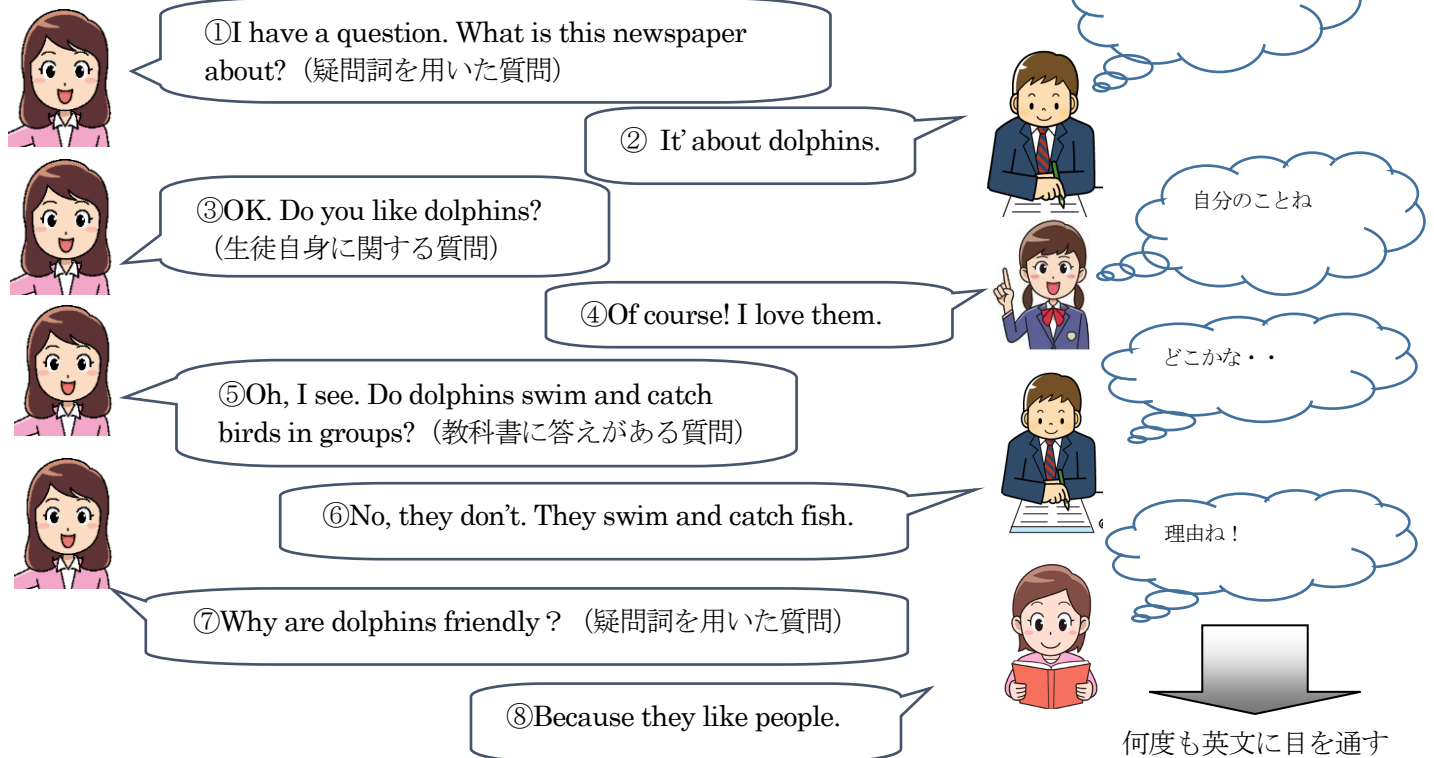 ①I have a question. What is this newspaper
about?（疑問詞を用いた質問）
② It’about dolphins.
③OK. Do you like dolphins?
（生徒自身に関する質問）
自分のことね
④Of course! I love them.
どこかな・・
⑤Oh, I see. Do dolphins swim and catch
birds in groups?（教科書に答えがある質問）
⑥No, they don’t. They swim and catch fish.
理由ね！
⑦Why are dolphins friendly？（疑問詞を用いた質問）
⑧Because they like people.
何度も英文に目を通す